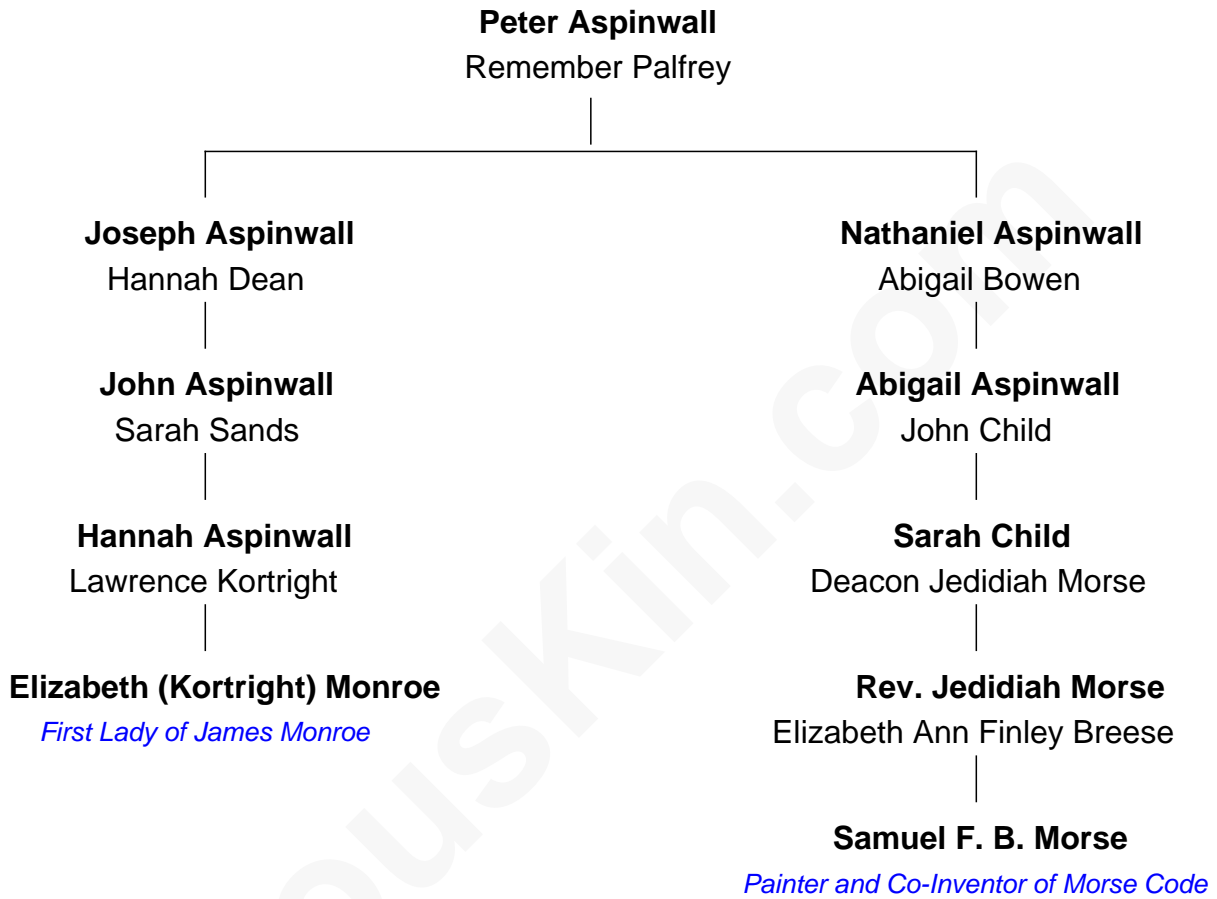 Peter Aspinwall
Remember Palfrey
Joseph Aspinwall
Hannah Dean
John Aspinwall
Sarah Sands
Hannah Aspinwall
Lawrence Kortright
Elizabeth (Kortright) Monroe
First Lady of James Monroe
Nathaniel Aspinwall
Abigail Bowen
Abigail Aspinwall
John Child
Sarah Child
Deacon Jedidiah Morse
Rev. Jedidiah Morse
Elizabeth Ann Finley Breese
Samuel F. B. Morse
Painter and Co-Inventor of Morse Code
ousKin.com